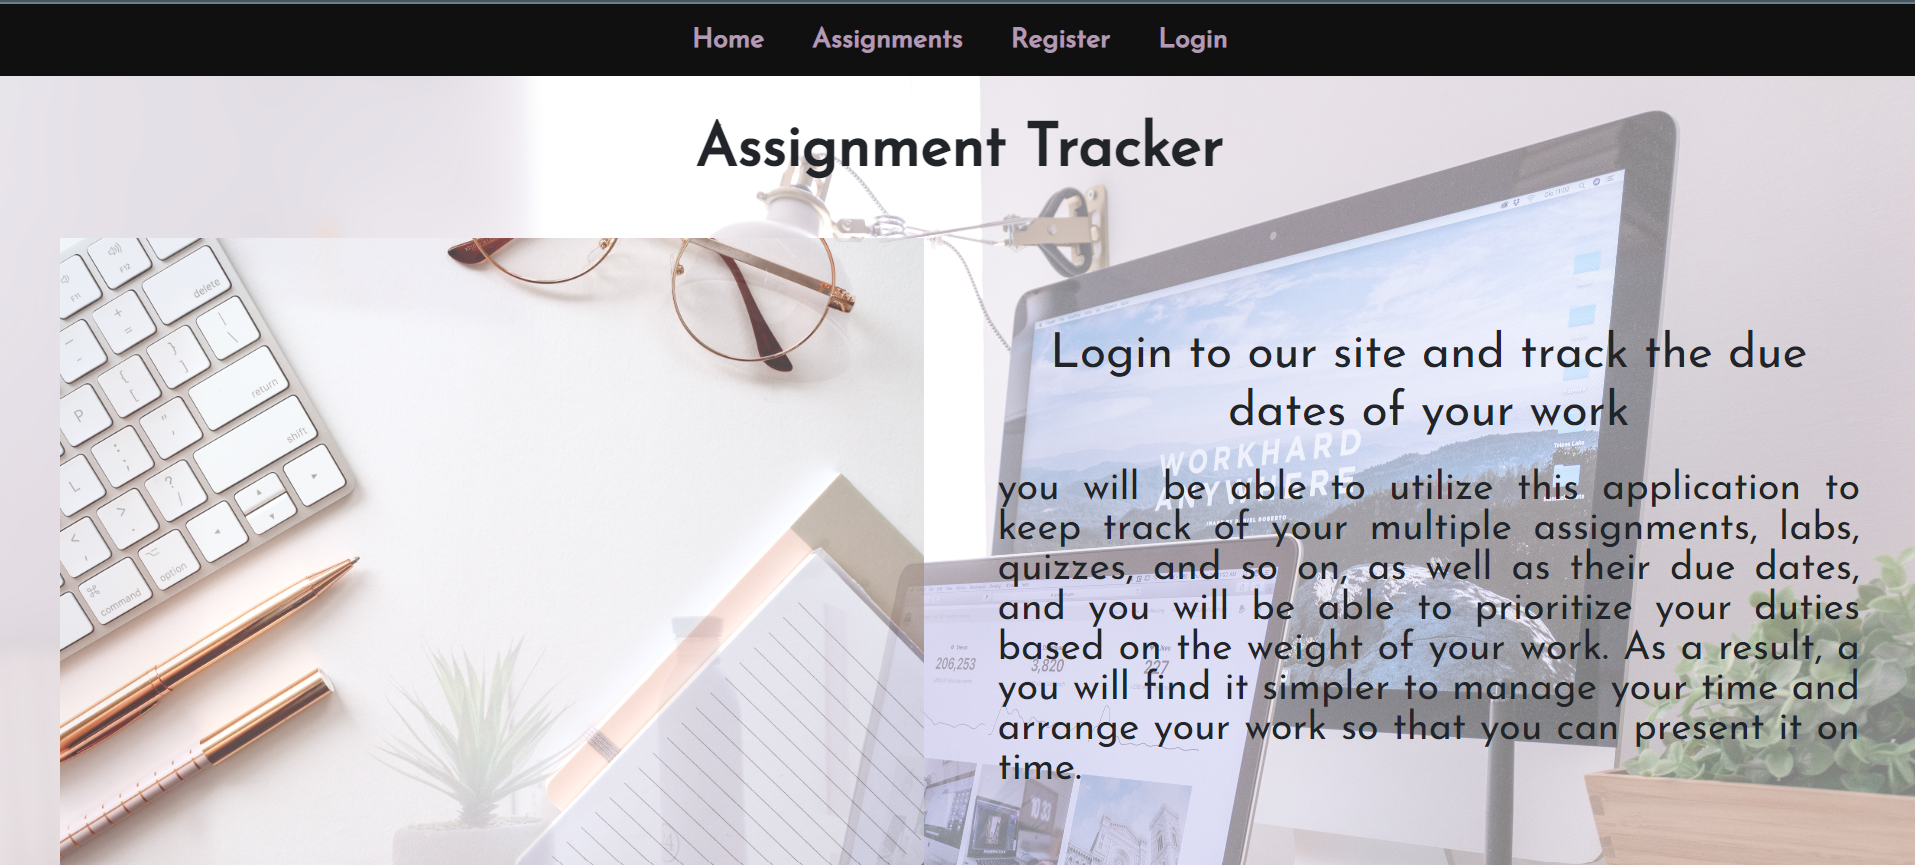 Home Assignments Register Login
Assignment Tracker
Login to our site and track the due
dates of your work
you will be able to utilize this application to
keep track of your multiple assignments, labs,
quizzes, and so on, as well as their due dates,
and you will be able to prioritize your duties
based on the weight of your work. As a result, a
you will find it simpler to manage your time and
arrange your work so that you can present it on
time.
WORKHARD
ANYWHERE
206,253 3,820 227
F11
F12
delete
return
shift
option
command
P
L